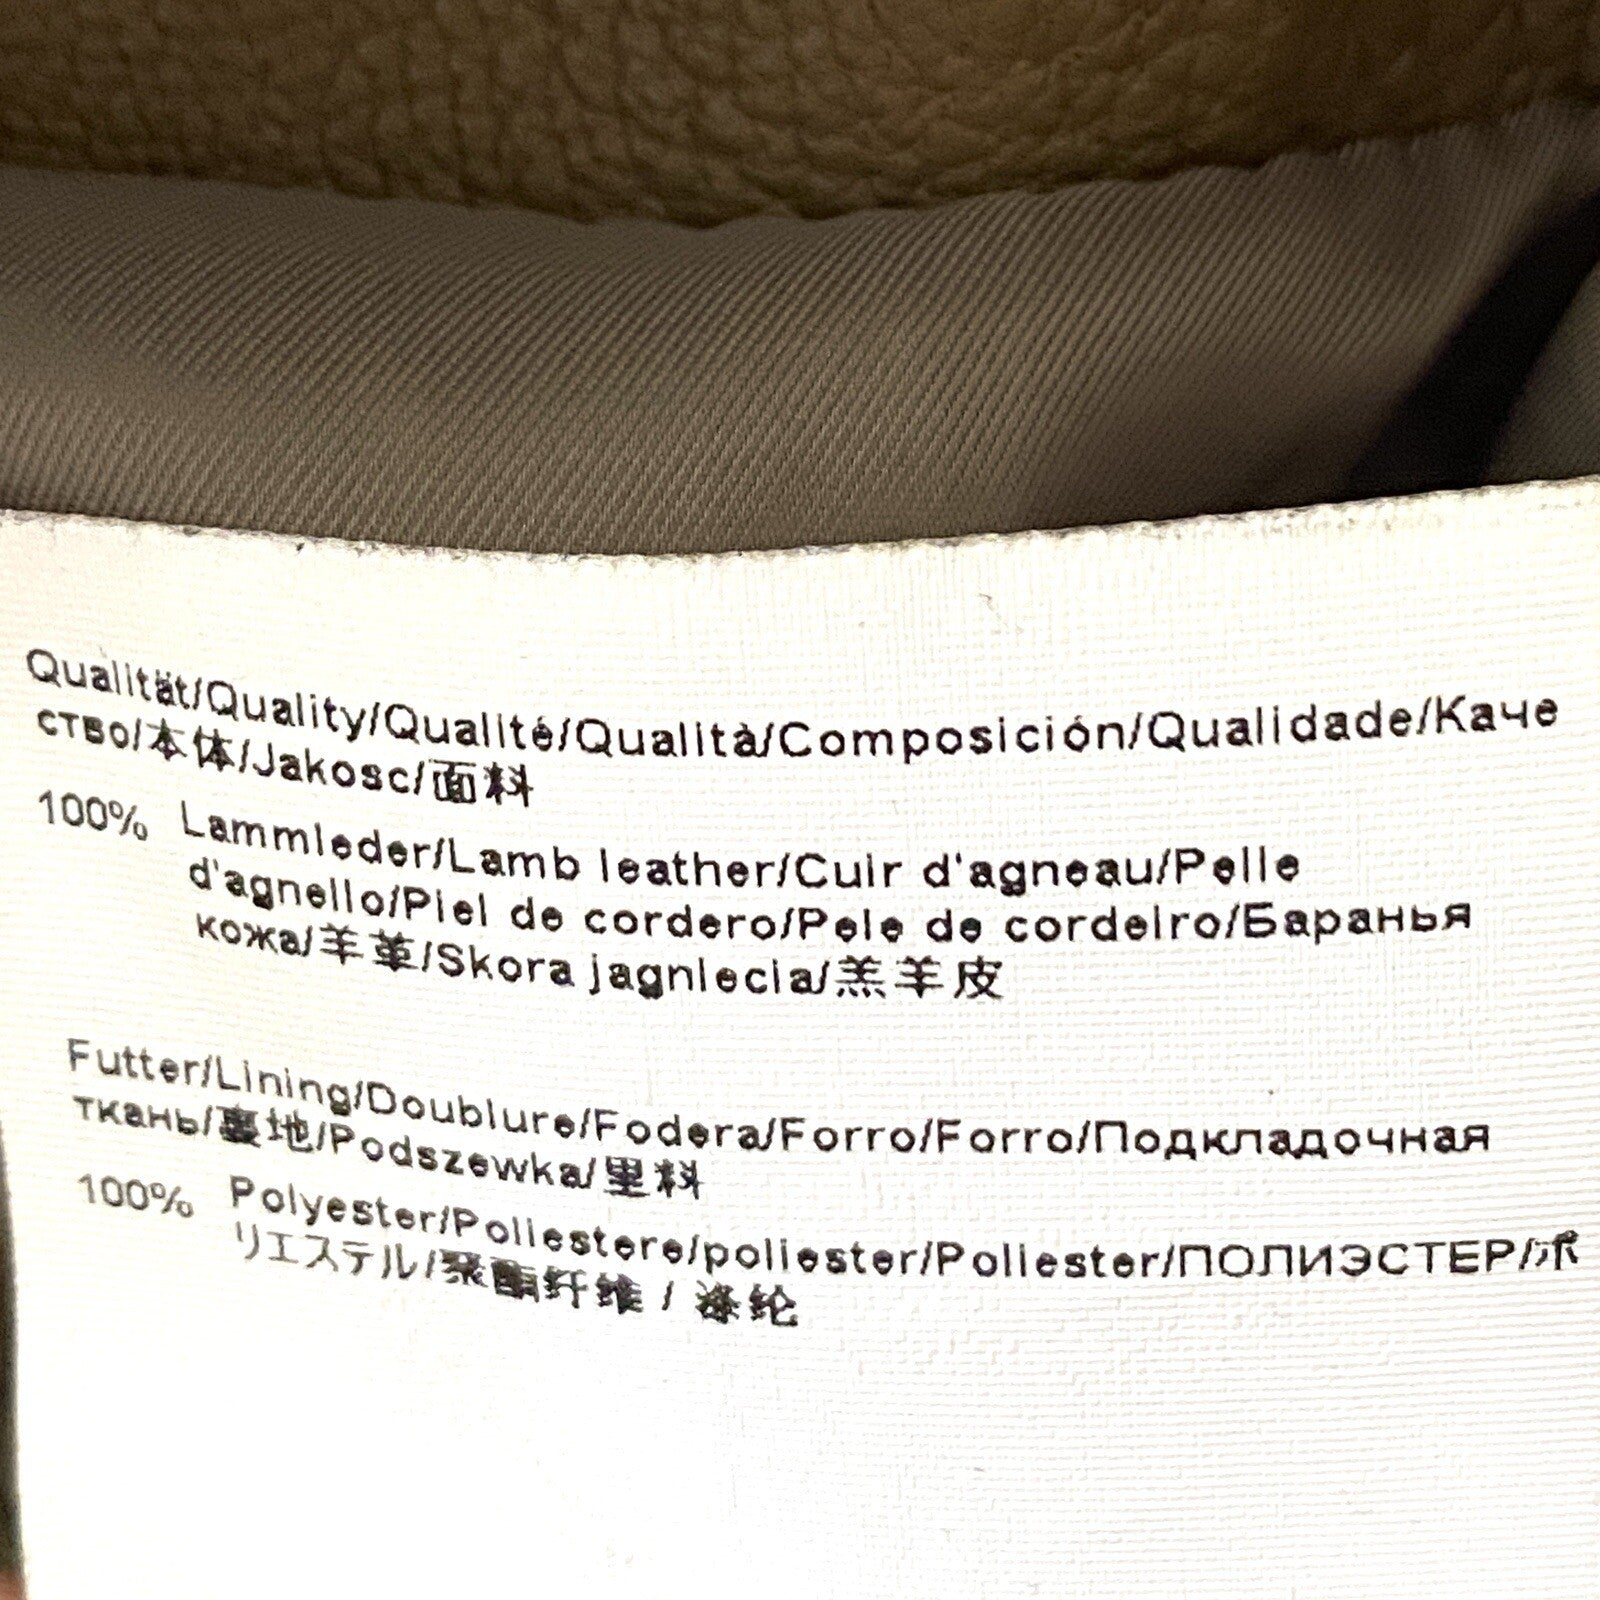 Qualität/Quality/Qualité/Qualità/Composición/Qualidade/Каче
ство/本体/Jakosc/面料
100% Lammleder/Lamb leather/Cuir d'agneau/Pelle
d'agnello/Piel de cordero/Pele de cordeiro/Баранья
кожа/羊革/Skora jagnlecia/羔羊皮
Futter/Lining/Doublure/Fodera/Forro/Forro/Подкладочная
ткань/裏地/Podszewka/里料
100% Polyester/Poliestere/poliester/Poliester/ПОЛИЭСТЕР/ポ
リエステル/聚酯纤维 / 涤纶